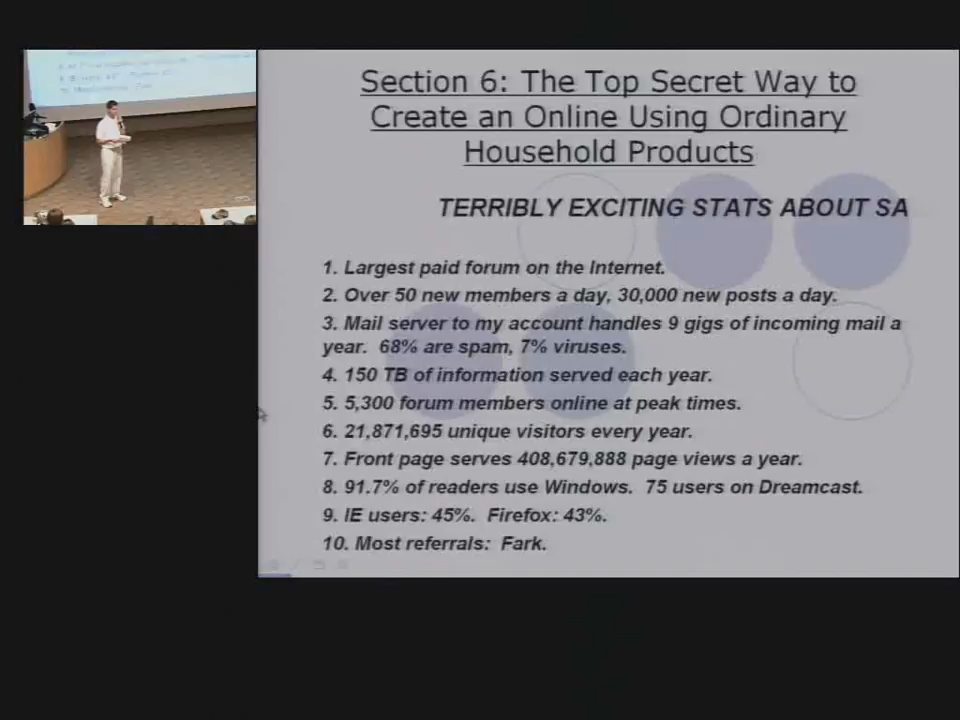 Section 6: The Top Secret Way to
Create an Online Using Ordinary
Household Products
TERRIBLY EXCITING STATS ABOUT SA
1. Largest paid forum on the Internet.
2. Over 50 new members a day, 30,000 new posts a day.
3. Mail server to my account handles 9 gigs of incoming mail a
year. 68% are spam, 7% viruses.
4. 150 TB of information served each year.
5. 5,300 forum members online at peak times.
6. 21,871,695 unique visitors every year.
7. Front page serves 408,679,888 page views a year.
8. 91.7% of readers use Windows. 75 users on Dreamcast.
9. IE users: 45%. Firefox: 43%.
10. Most referrals: Fark.